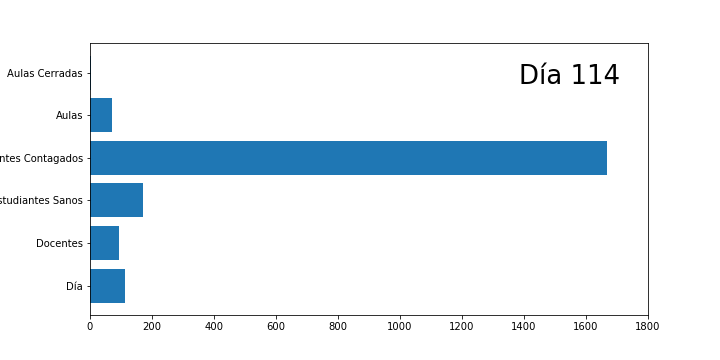 Día 114
Aulas Cerradas
Aulas
ntes Contagados
studiantes Sanos
Docentes
Día
0 200 400 600 800 1000 1200 1400 1600 1800